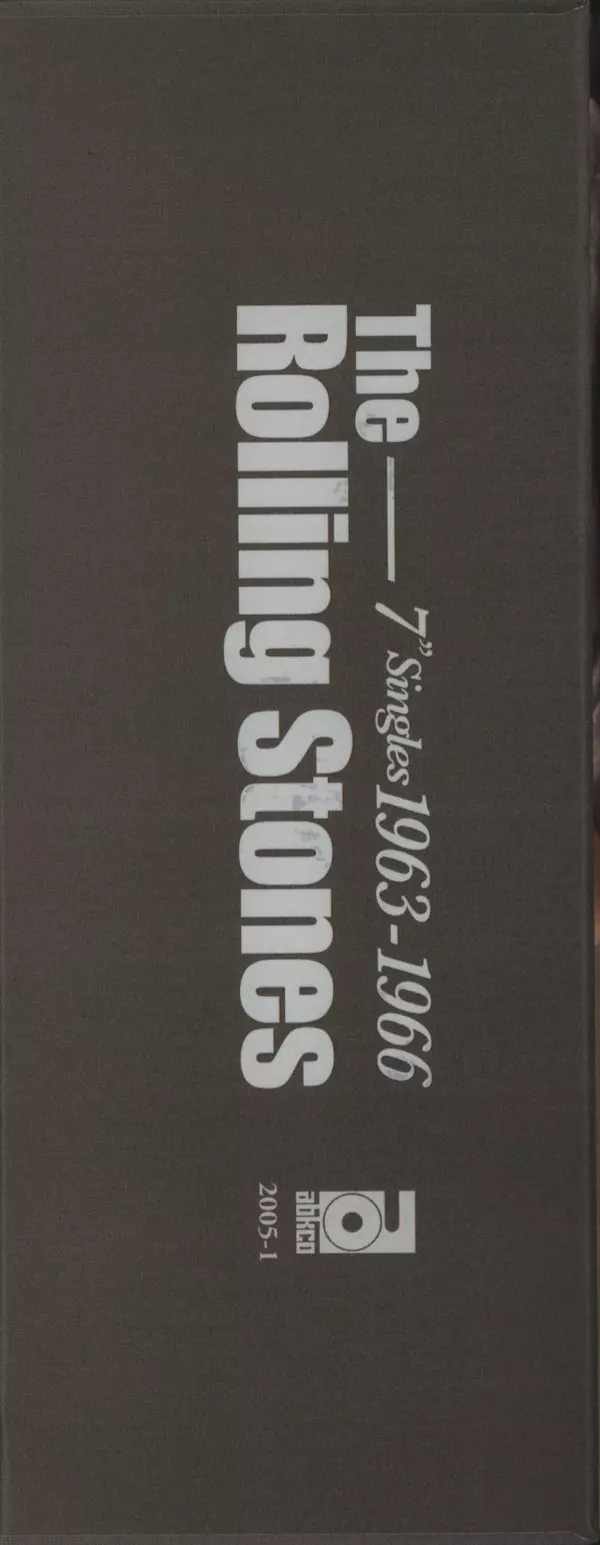 The — 7” Singles 1963-1966
Rolling Stones
abkco
2005-1